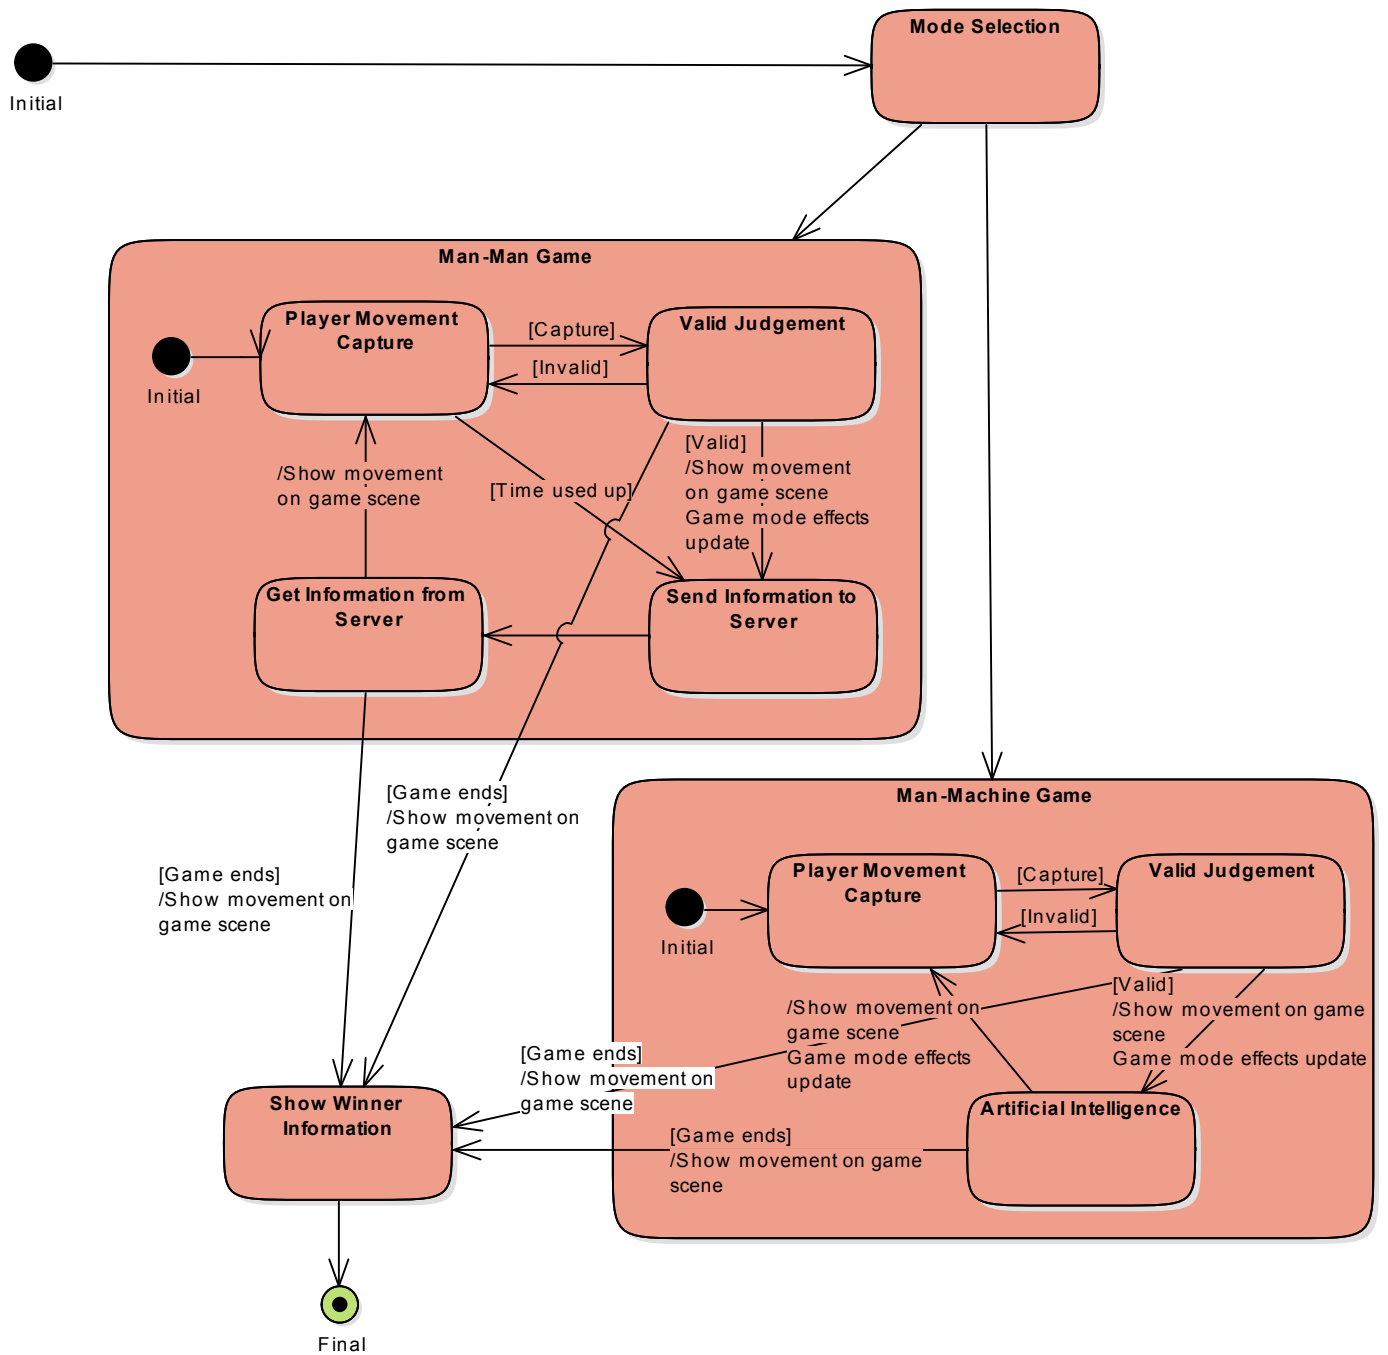 Mode Selection
Initial
Man-Man Game
Player Movement
Capture
[Capture]
Valid Judgement
[Invalid]
Initial
[Valid]
/Show movement
on game scene
Game mode effects
update
/Show movement
on game scene
[Time used up]
Get Information from
Server
Send Information to
Server
[Game ends]
/Show movement on
game scene
[Game ends]
/Show movement on
game scene
Man-Machine Game
Player Movement
Capture
[Capture]
Valid Judgement
[Invalid]
Initial
[Valid]
/Show movement on game
scene
Game mode effects update
/Show movement on
game scene
Game mode effects
update
[Game ends]
/Show movement on
game scene
Show Winner
Information
Artificial Intelligence
[Game ends]
/Show movement on game
scene
Final